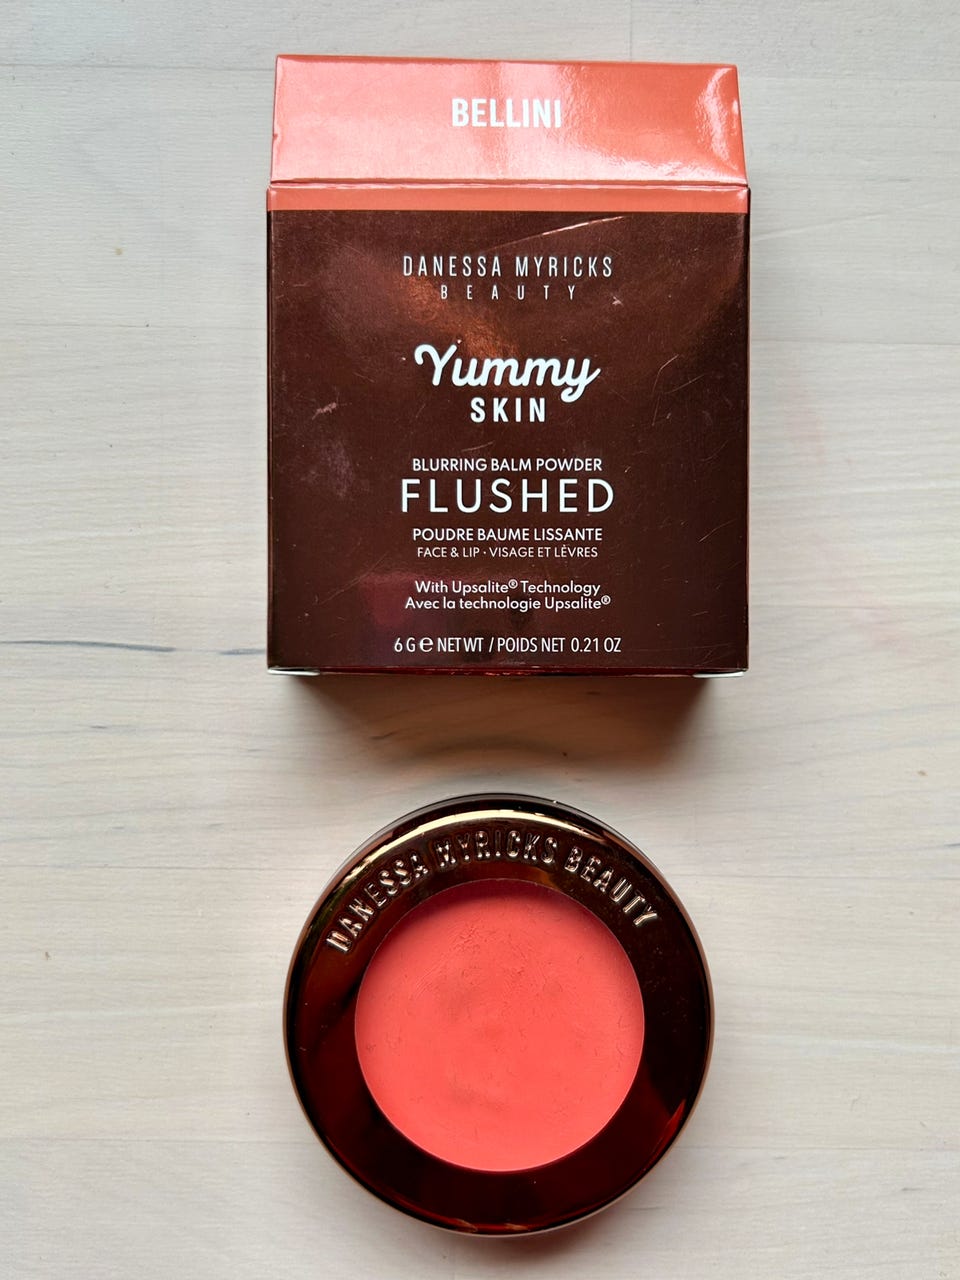 BELLINI
DANESSA MYRICKS
BEAUTY
Yummy
SKIN
BLURRING BALM POWDER
FLUSHED
POUDRE BAUME LISSANTE
FACE & LIP · VISAGE ET LÈVRES
With Upsalite® Technology
Avec la technologie Upsalite®
6 G ℮ NET WT / POIDS NET 0.21 OZ
DANESSA MYRICKS BEAUTY